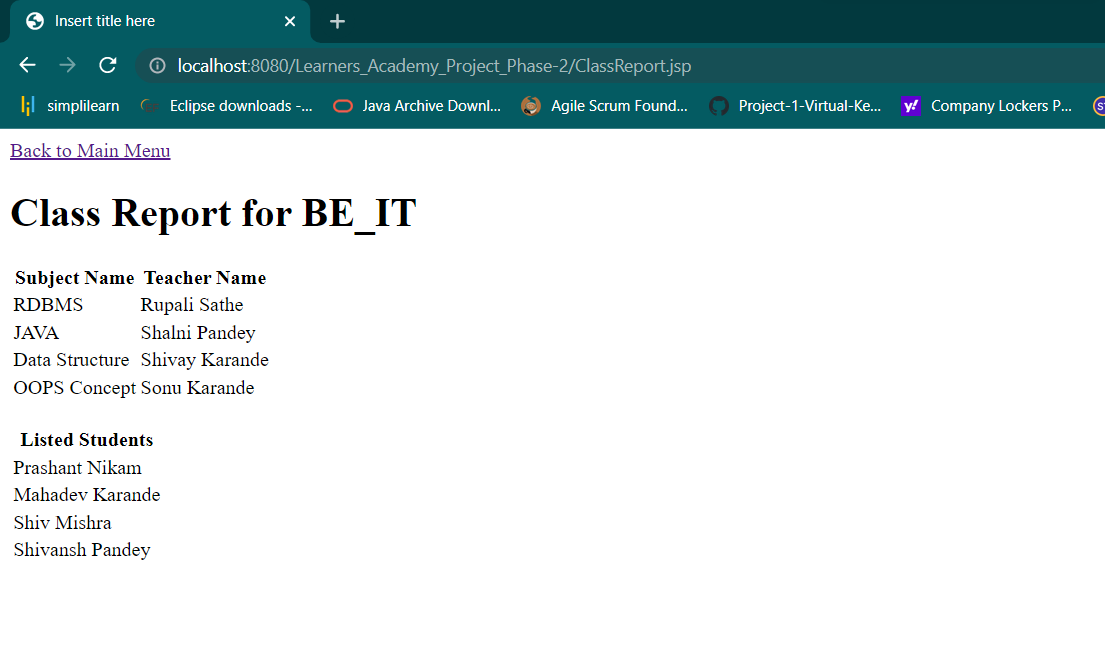 Insert title here
localhost:8080/Learners_Academy_Project_Phase-2/ClassReport.jsp
simplilearn Eclipse downloads -... Java Archive Downl... Agile Scrum Found... Project-1-Virtual-Ke... Company Lockers P...
Back to Main Menu
Class Report for BE_IT
Subject Name Teacher Name
RDBMS Rupali Sathe
JAVA Shalni Pandey
Data Structure Shivay Karande
OOPS Concept Sonu Karande
Listed Students
Prashant Nikam
Mahadev Karande
Shiv Mishra
Shivansh Pandey